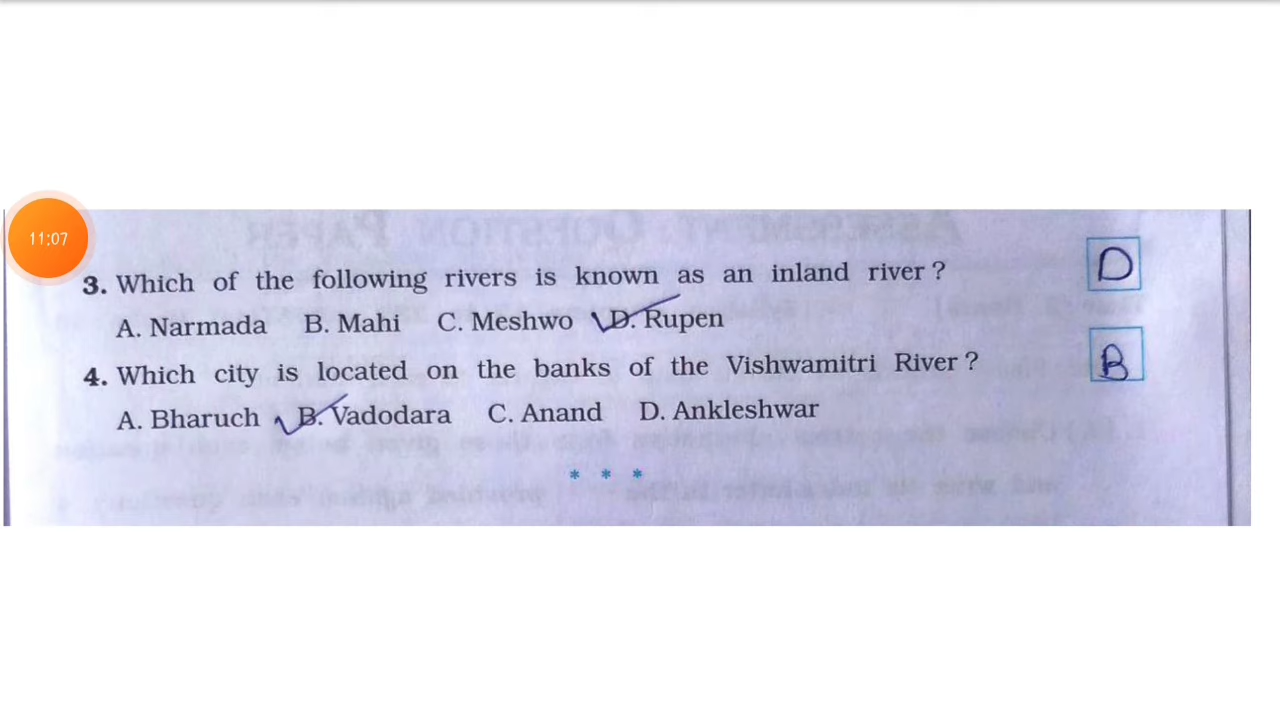 11:07
3. Which of the following rivers is known as an inland river ? D
A. Narmada B. Mahi C. Meshwo D. Rupen
4. Which city is located on the banks of the Vishwamitri River ? B
A. Bharuch B. Vadodara C. Anand D. Ankleshwar
* * *